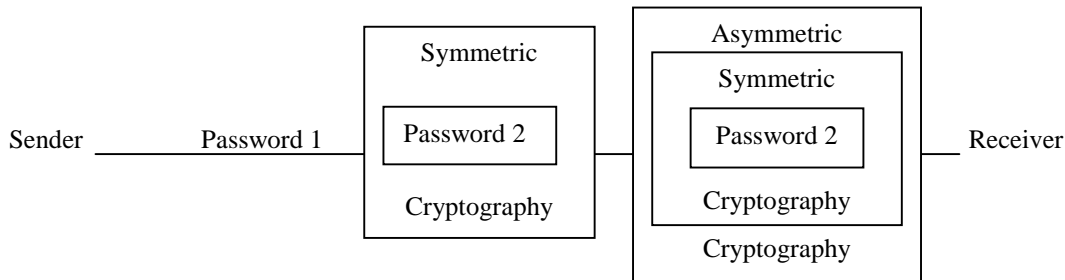 Sender
Password 1
Symmetric
Password 2
Cryptography
Asymmetric
Symmetric
Password 2
Cryptography
Cryptography
Receiver